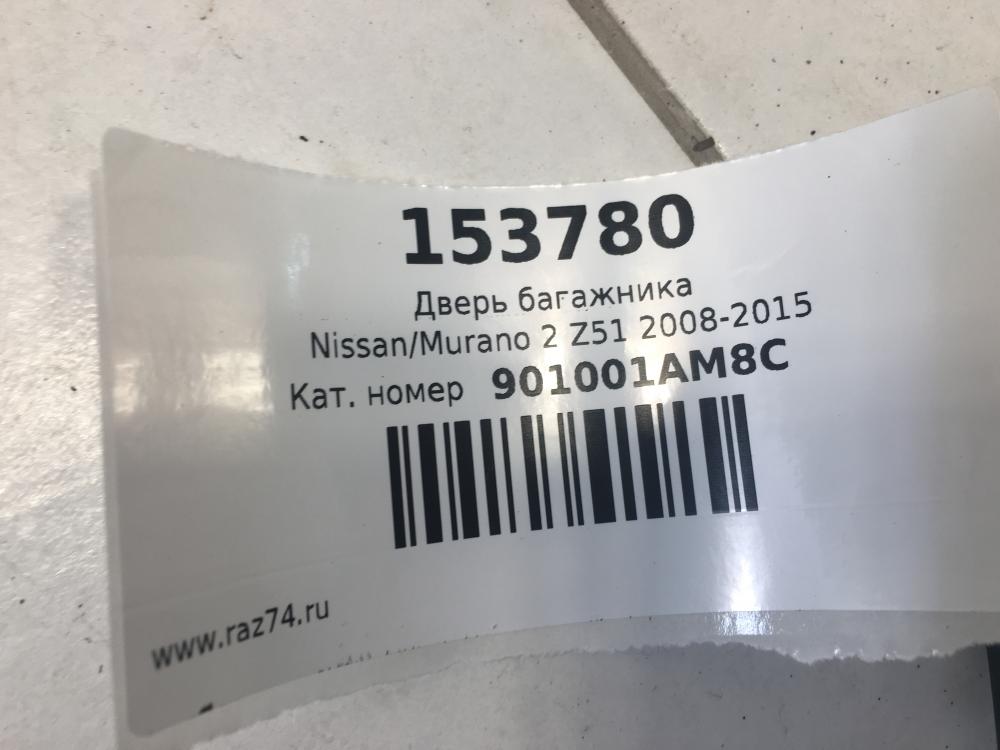 153780
Дверь багажника
Nissan/Murano 2 Z51 2008-2015
Кат. номер 901001AM8C
www.raz74.ru